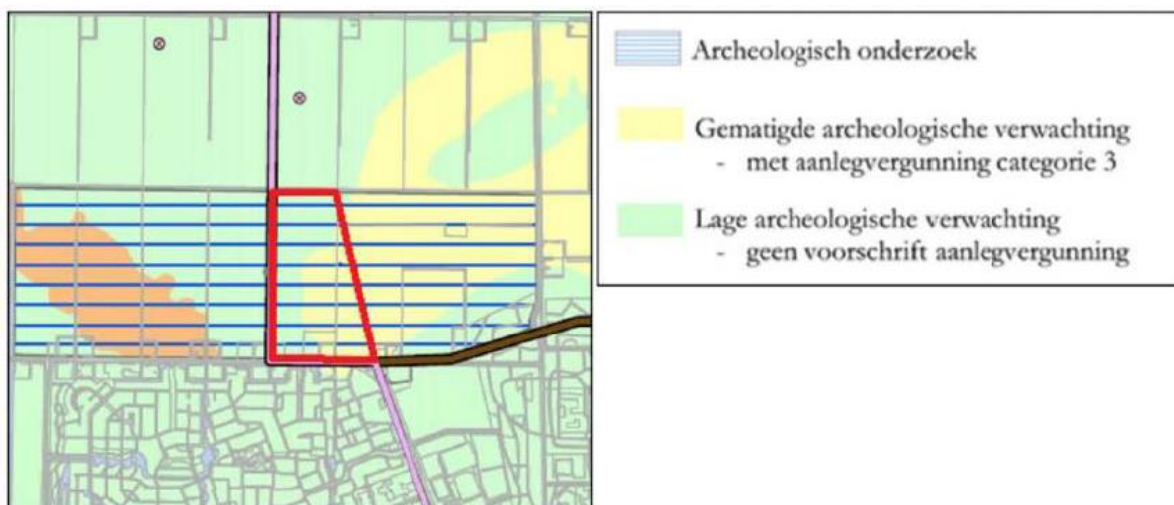 Archeologisch onderzoek
Gematigde archeologische verwachting
- met aanlegvergunning categorie 3
Lage archeologische verwachting
- geen voorschrift aanlegvergunning